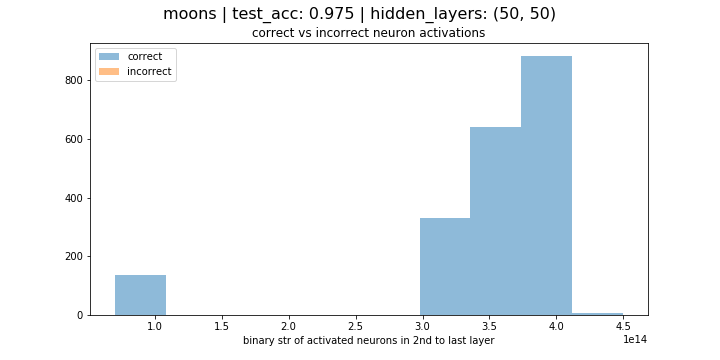 moons | test_acc: 0.975 | hidden_layers: (50, 50)
correct vs incorrect neuron activations
correct
incorrect
800
600
400
200
0
1.0 1.5 2.0 2.5 3.0 3.5 4.0 4.5
1e14
binary str of activated neurons in 2nd to last layer